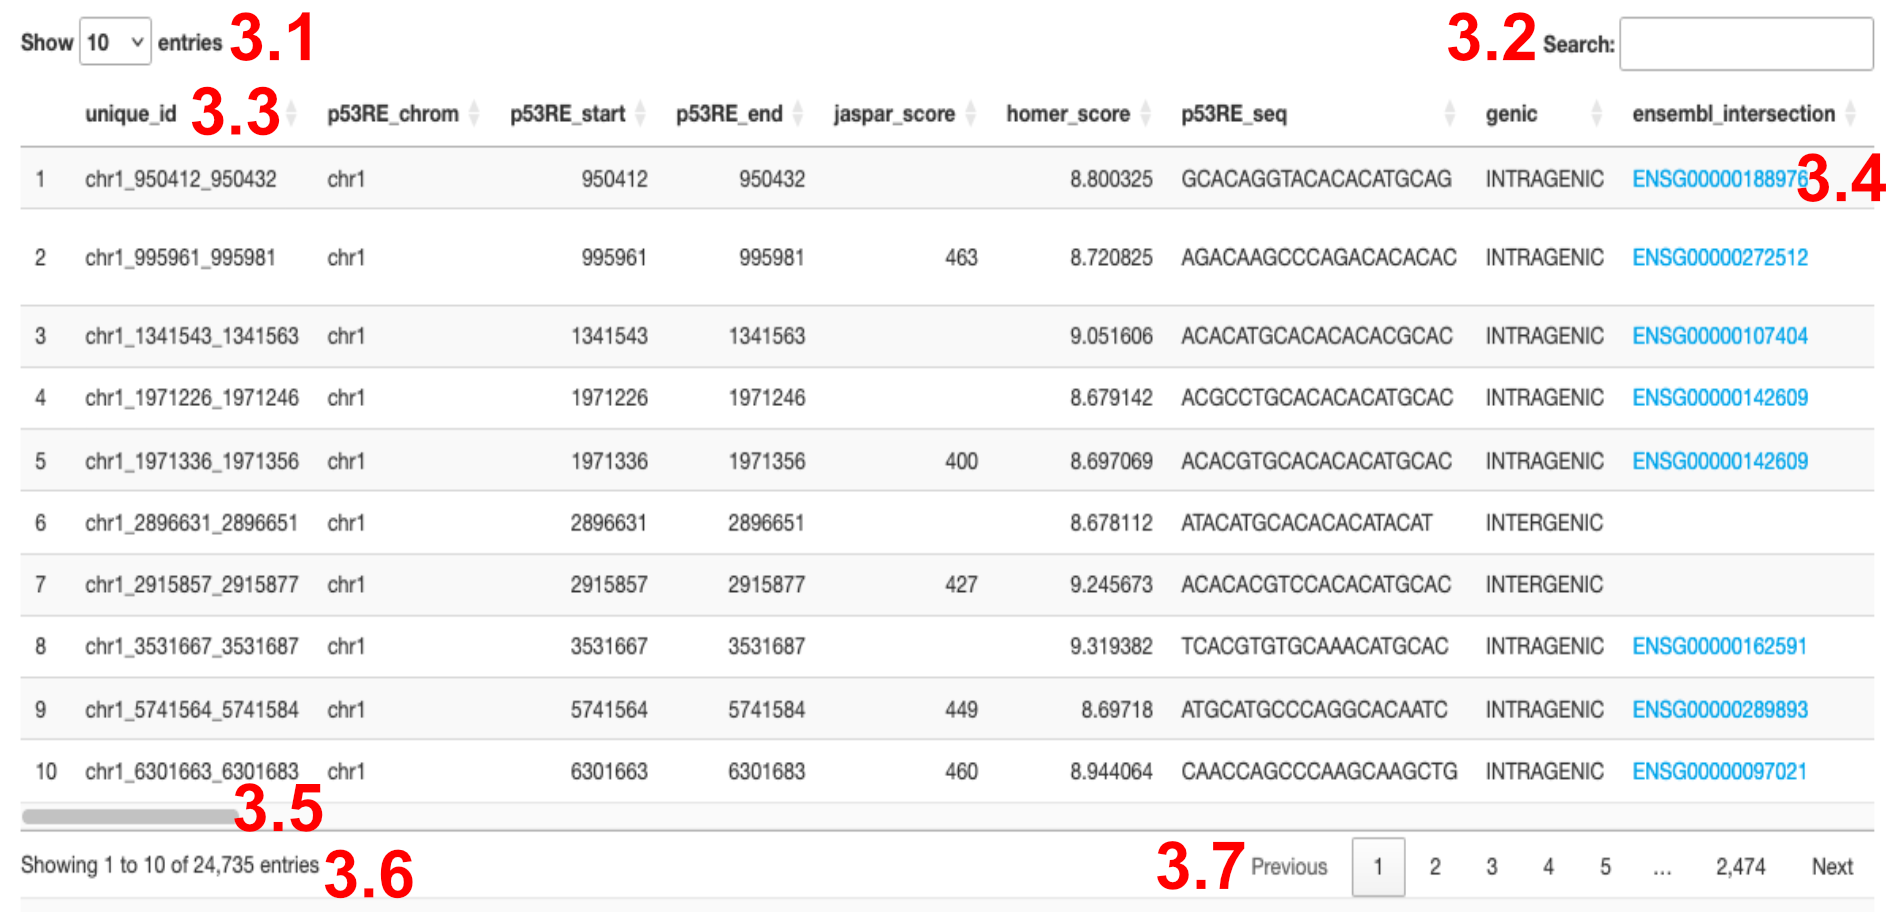 Show 10 entries 3.1 3.2 Search:
unique_id 3.3 p53RE_chrom p53RE_start p53RE_end jaspar_score homer_score p53RE_seq genic ensembl_intersection
1 chr1_950412_950432 chr1 950412 950432 8.800325 GCACAGGTACACACATGCAG INTRAGENIC ENSG00000188976 3.4
2 chr1_995961_995981 chr1 995961 995981 463 8.720825 AGACAAGCCCAGACACACAC INTRAGENIC ENSG00000272512
3 chr1_1341543_1341563 chr1 1341543 1341563 9.051606 ACACATGCACACACACGCAC INTRAGENIC ENSG00000107404
4 chr1_1971226_1971246 chr1 1971226 1971246 8.679142 ACGCCTGCACACACATGCAC INTRAGENIC ENSG00000142609
5 chr1_1971336_1971356 chr1 1971336 1971356 400 8.697069 ACACGTGCACACACATGCAC INTRAGENIC ENSG00000142609
6 chr1_2896631_2896651 chr1 2896631 2896651 8.678112 ATACATGCACACACATACAT INTERGENIC
7 chr1_2915857_2915877 chr1 2915857 2915877 427 9.245673 ACACACGTCCACACATGCAC INTERGENIC
8 chr1_3531667_3531687 chr1 3531667 3531687 9.319382 TCACGTGTGCAAACATGCAC INTRAGENIC ENSG00000162591
9 chr1_5741564_5741584 chr1 5741564 5741584 449 8.69718 ATGCATGCCCAGGCACAATC INTRAGENIC ENSG00000289893
10 chr1_6301663_6301683 chr1 6301663 6301683 460 8.944064 CAACCAGCCCAAGCAAGCTG INTRAGENIC ENSG00000097021
3.5
Showing 1 to 10 of 24,735 entries 3.6 3.7 Previous 1 2 3 4 5 ... 2,474 Next